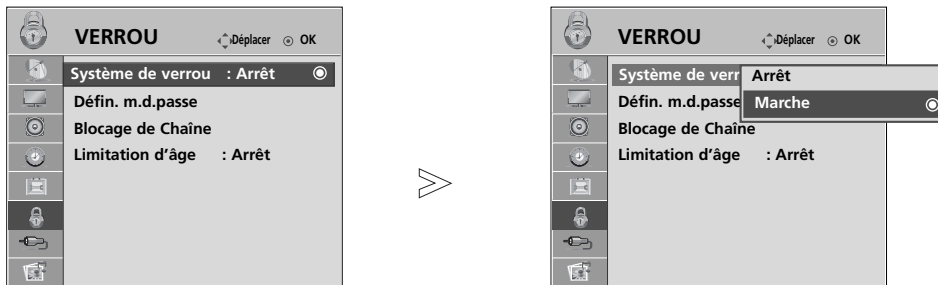 VERROU Déplacer OK
Système de verrou : Arrêt
Défin. m.d.passe
Blocage de Chaîne
Limitation d’âge : Arrêt
VERROU Déplacer OK
Système de verr
Arrêt
Défin. m.d.passe
Marche
Blocage de Chaîne
Limitation d’âge : Arrêt